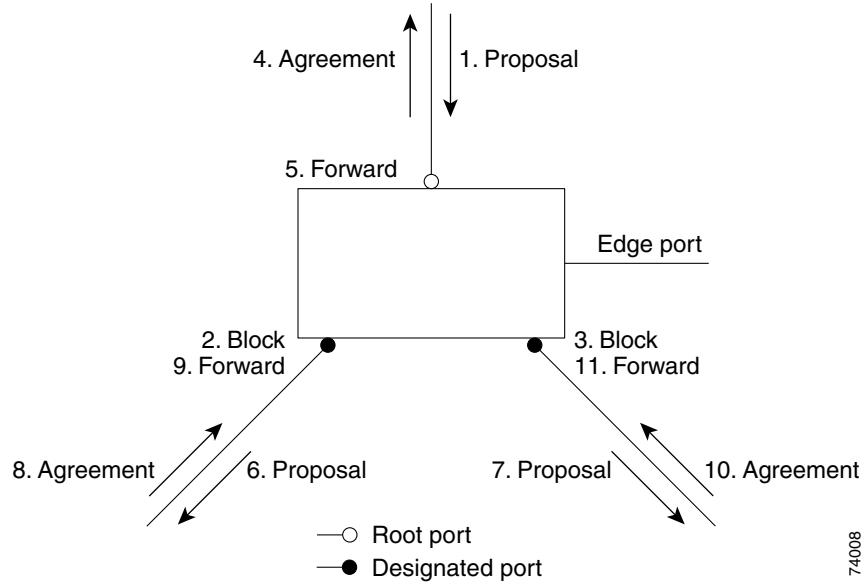 4. Agreement
1. Proposal
5. Forward
Edge port
2. Block
9. Forward
3. Block
11. Forward
8. Agreement
6. Proposal
7. Proposal
10. Agreement
Root port
Designated port
74008